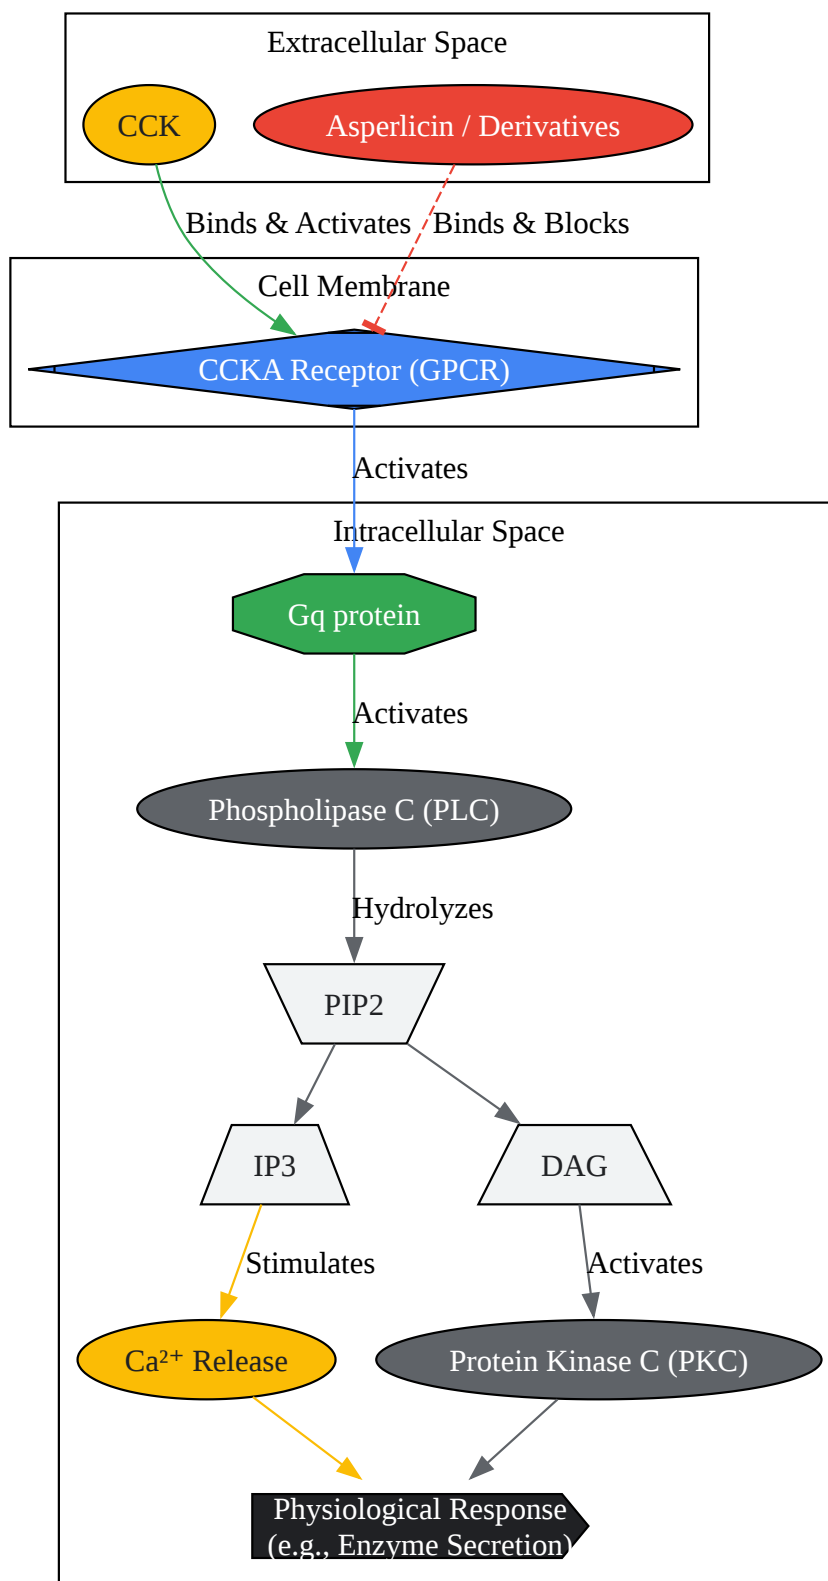 Extracellular Space
CCK
Asperlicin / Derivatives
Binds & Activates
Binds & Blocks
Cell Membrane
CCKA Receptor (GPCR)
Activates
Intracellular Space
Gq protein
Activates
Phospholipase C (PLC)
Hydrolyzes
PIP2
IP3
DAG
Stimulates
Activates
Ca²⁺ Release
Protein Kinase C (PKC)
Physiological Response
(e.g., Enzyme Secretion)